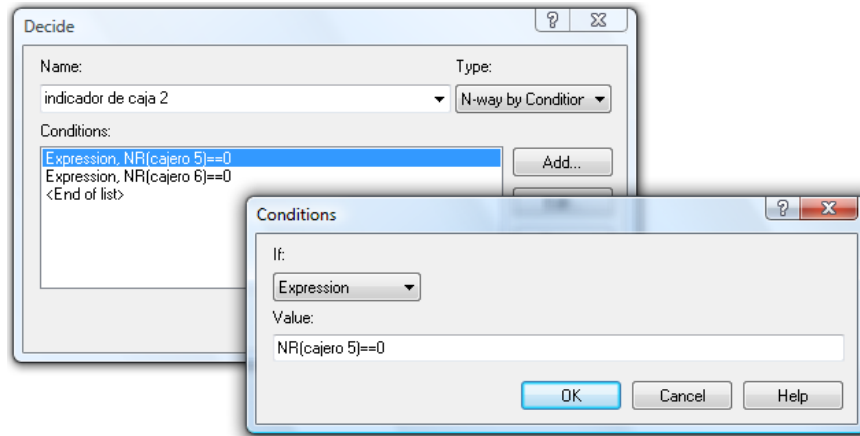 Decide
Name:
Type:
indicador de caja 2
N-way by Condition
Conditions:
Expression, NR(cajero 5)==0
Add...
Expression, NR(cajero 6)==0
<End of list>
Conditions
If:
Expression
Value:
NR(cajero 5)==0
OK
Cancel
Help